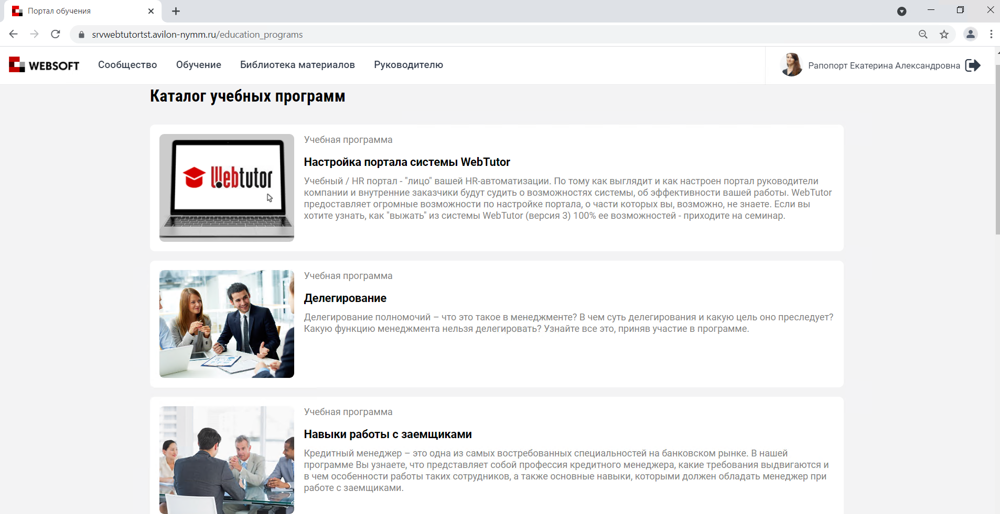 Портал обучения
srvwebtutortst.avilon-nymm.ru/education_programs
WEBSOFT
Сообщество
Обучение
Библиотека материалов
Руководителю
Рапопорт Екатерина Александровна
Каталог учебных программ
Webtutor
Учебная программа
Настройка портала системы WebTutor
Учебный / HR портал - "лицо" вашей HR-автоматизации. По тому как выглядит и как настроен портал руководители
компании и внутренние заказчики будут судить о возможностях системы, об эффективности вашей работы. WebTutor
предоставляет огромные возможности по настройке портала, о части которых вы, возможно, не знаете. Если вы
хотите узнать, как "выжать" из системы WebTutor (версия 3) 100% ее возможностей - приходите на семинар.
Учебная программа
Делегирование
Делегирование полномочий – что это такое в менеджменте? В чем суть делегирования и какую цель оно преследует?
Какую функцию менеджмента нельзя делегировать? Узнайте все это, приняв участие в программе.
Учебная программа
Навыки работы с заемщиками
Кредитный менеджер – это одна из самых востребованных специальностей на банковском рынке. В нашей
программе Вы узнаете, что представляет собой профессия кредитного менеджера, какие требования выдвигаются и
в чем особенности работы таких сотрудников, а также основные навыки, которыми должен обладать менеджер при
работе с заемщиками.